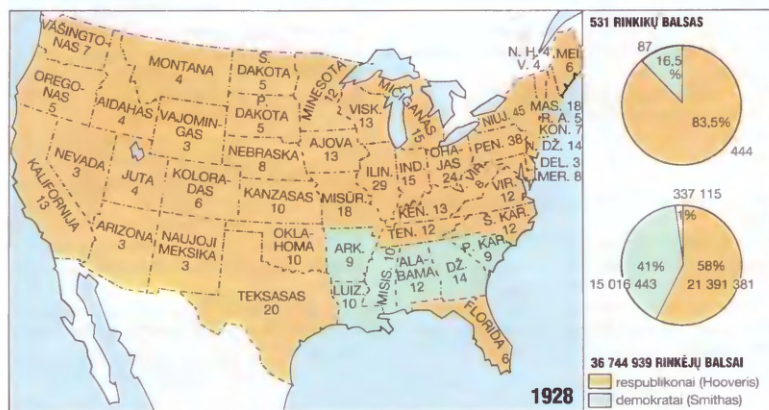 VAŠINGTO-
NAS 7
OREGO-
NAS
5
AIDAHAS
4
MONTANA
4
VAJOMIN-
GAS
3
Š.
DAKOTA
5
P.
DAKOTA
5
NEBRASKA
8
MINESOTA
12
VISK.
13
MIČIGANAS
15
AJOVA
13
ILIN.
29
IND.
15
OHA-
JAS
24
NEVADA
3
JUTA
4
KOLORA-
DAS
6
KANZASAS
10
MISŪR.
18
KALIFORNIJA
13
ARIZONA
3
NAUJOJI
MEKSIKA
3
OKLA-
HOMA
10
TEKSASAS
20
ARK.
9
LUIZ.
10
MISIS. 10
ALA-
BAMA
12
DŽ.
14
FLORIDA
6
P. KAR.
9
Š. KAR.
12
TEN. 12
KEN. 13
V. VIR.
8
VIR.
12
PEN. 38
NIUJ. 45
N. H. 4
V. 4
MEI.
6
MAS. 18
R. A. 5
KON. 7
N. DŽ. 14
DEL. 3
MER. 8
1928
531 RINKIKŲ BALSAS
87
16,5
%
83,5%
444
337 115
1%
41%
15 016 443
58%
21 391 381
36 744 939 RINKĖJŲ BALSAI
respublikonai (Hooveris)
demokratai (Smithas)